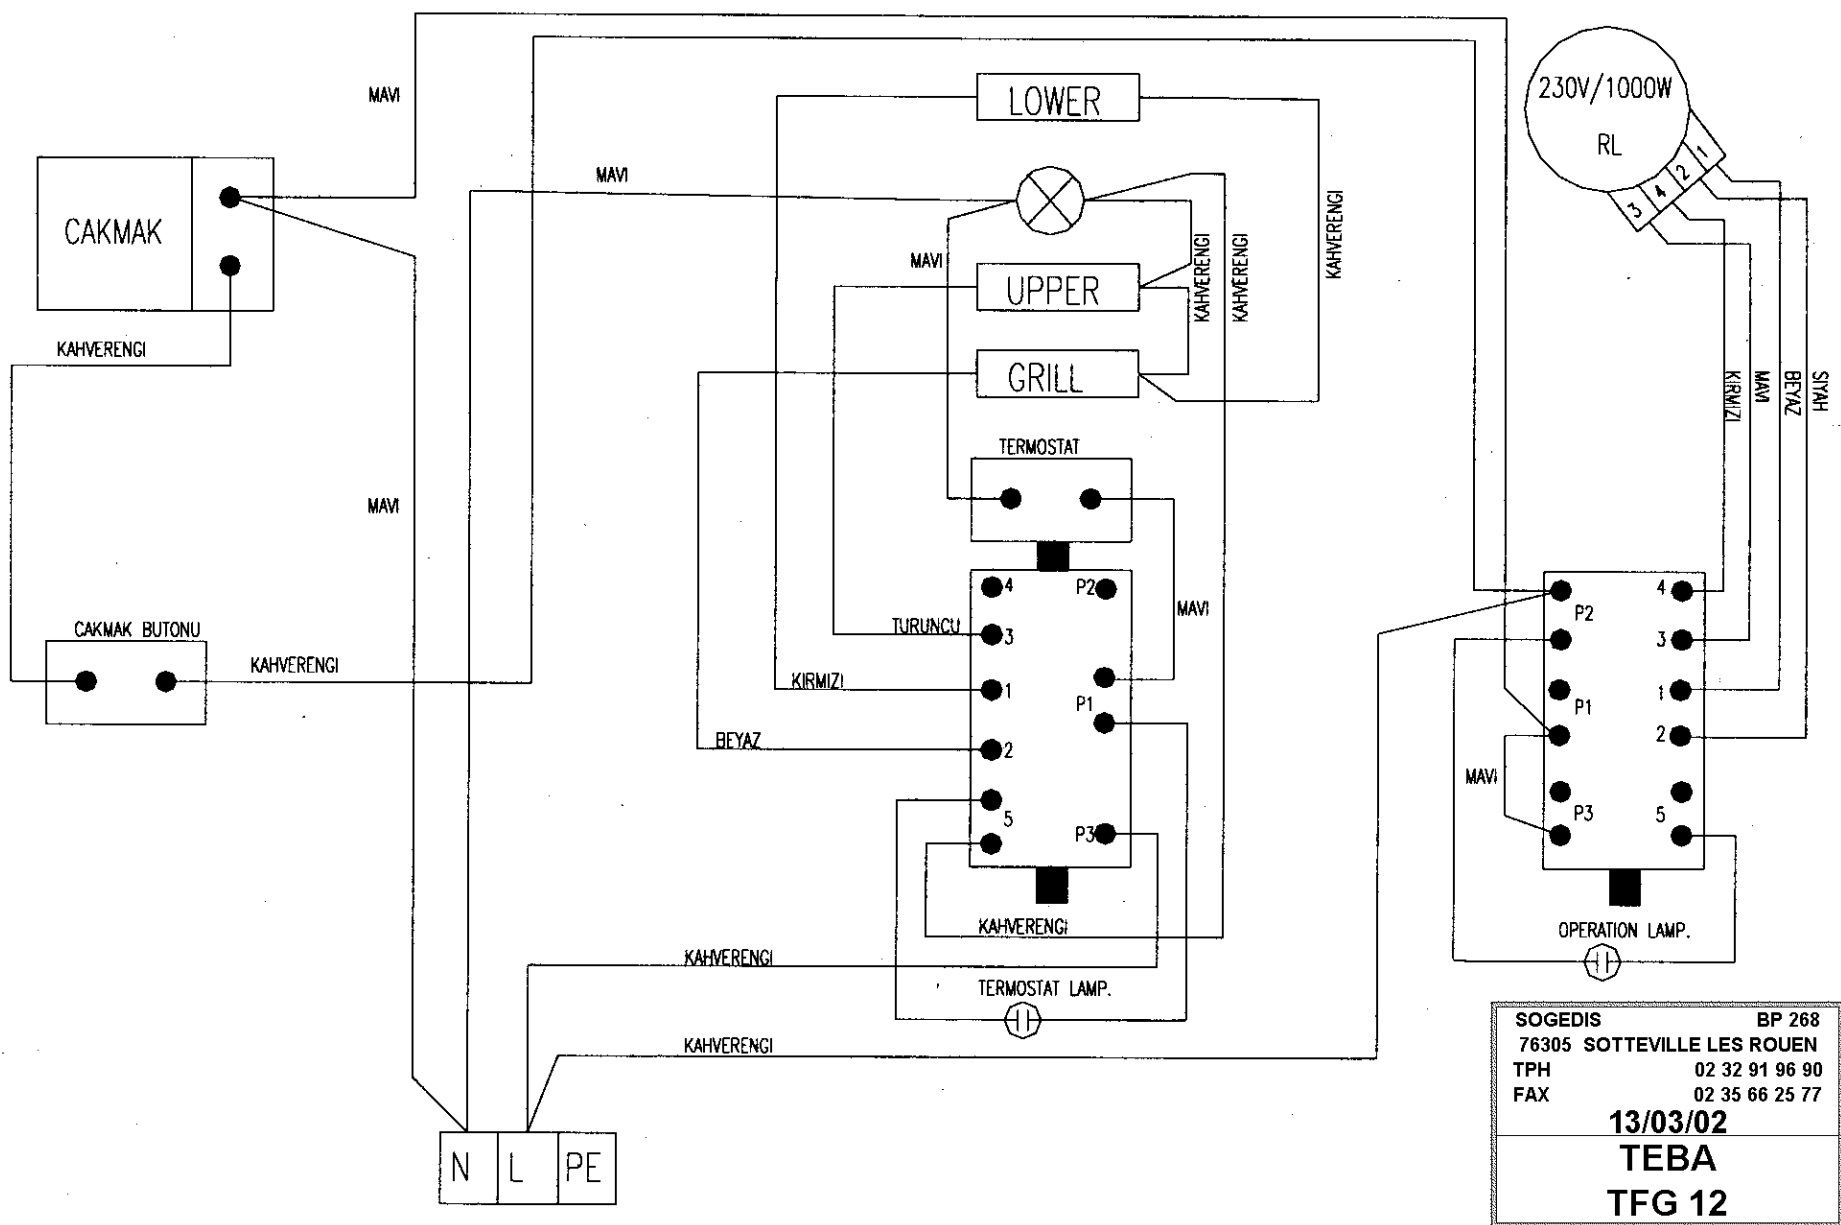 MAVI
LOWER
230V/1000W
RL
1
2
4
3
MAVI
KAHVERENGI
CAKMAK
MAVI
UPPER
KAHVERENGI
KAHVERENGI
KAHVERENGI
GRILL
KIRMIZI
MAVI
BEYAZ
SIYAH
TERMOSTAT
MAVI
4
P2
3
TURUNCU
MAVI
1
KIRMIZI
P1
2
BEYAZ
5
P3
CAKMAK BUTONU
KAHVERENGI
P2
4
3
P1
1
2
MAVI
P3
5
KAHVERENGI
KAHVERENGI
OPERATION LAMP.
TERMOSTAT LAMP.
KAHVERENGI
N L PE
SOGEDIS BP 268
76305 SOTTEVILLE LES ROUEN
TPH 02 32 91 96 90
FAX 02 35 66 25 77
13/03/02
TEBA
TFG 12